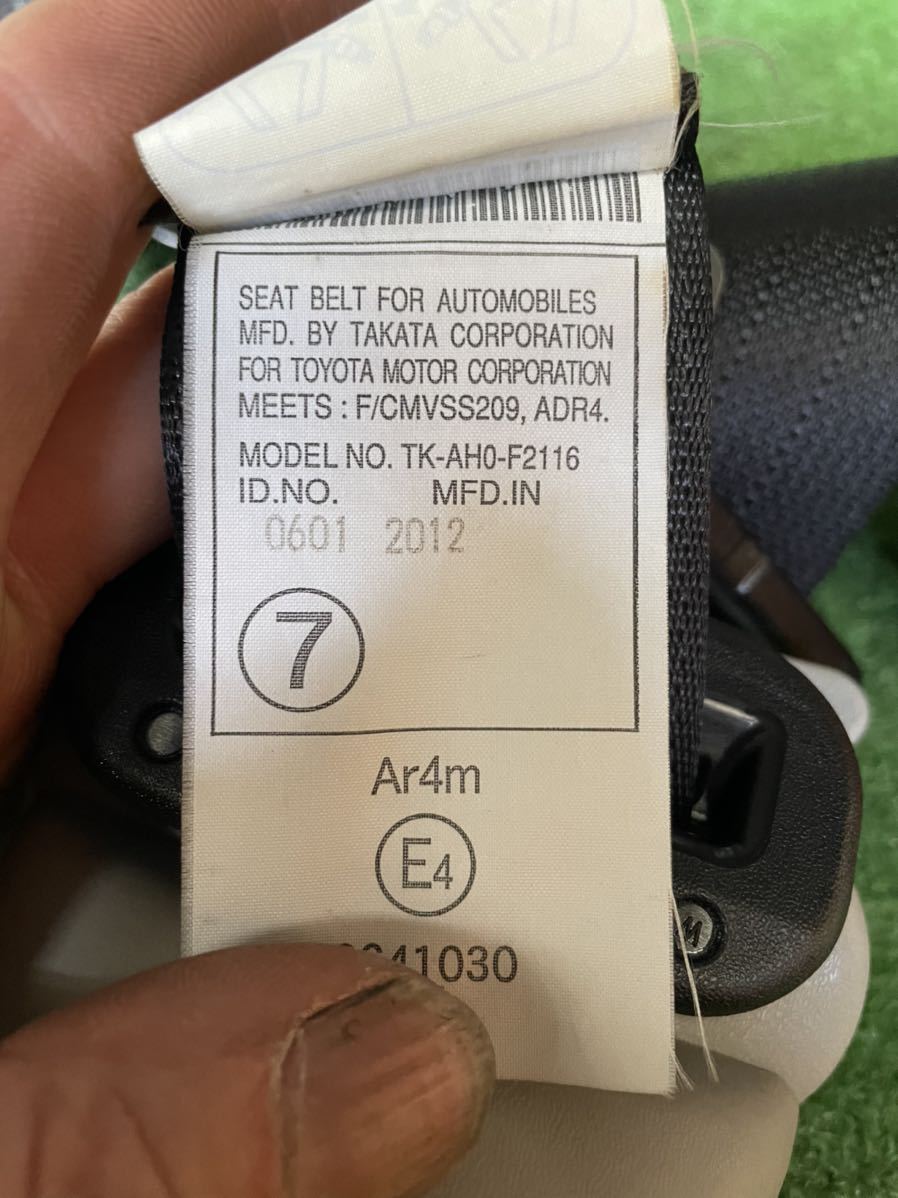 SEAT BELT FOR AUTOMOBILES
MFD. BY TAKATA CORPORATION
FOR TOYOTA MOTOR CORPORATION
MEETS : F/CMVSS209, ADR4.
MODEL NO. TK-AH0-F2116
ID.NO. MFD.IN
0601 2012
7
Ar4m
E4
W